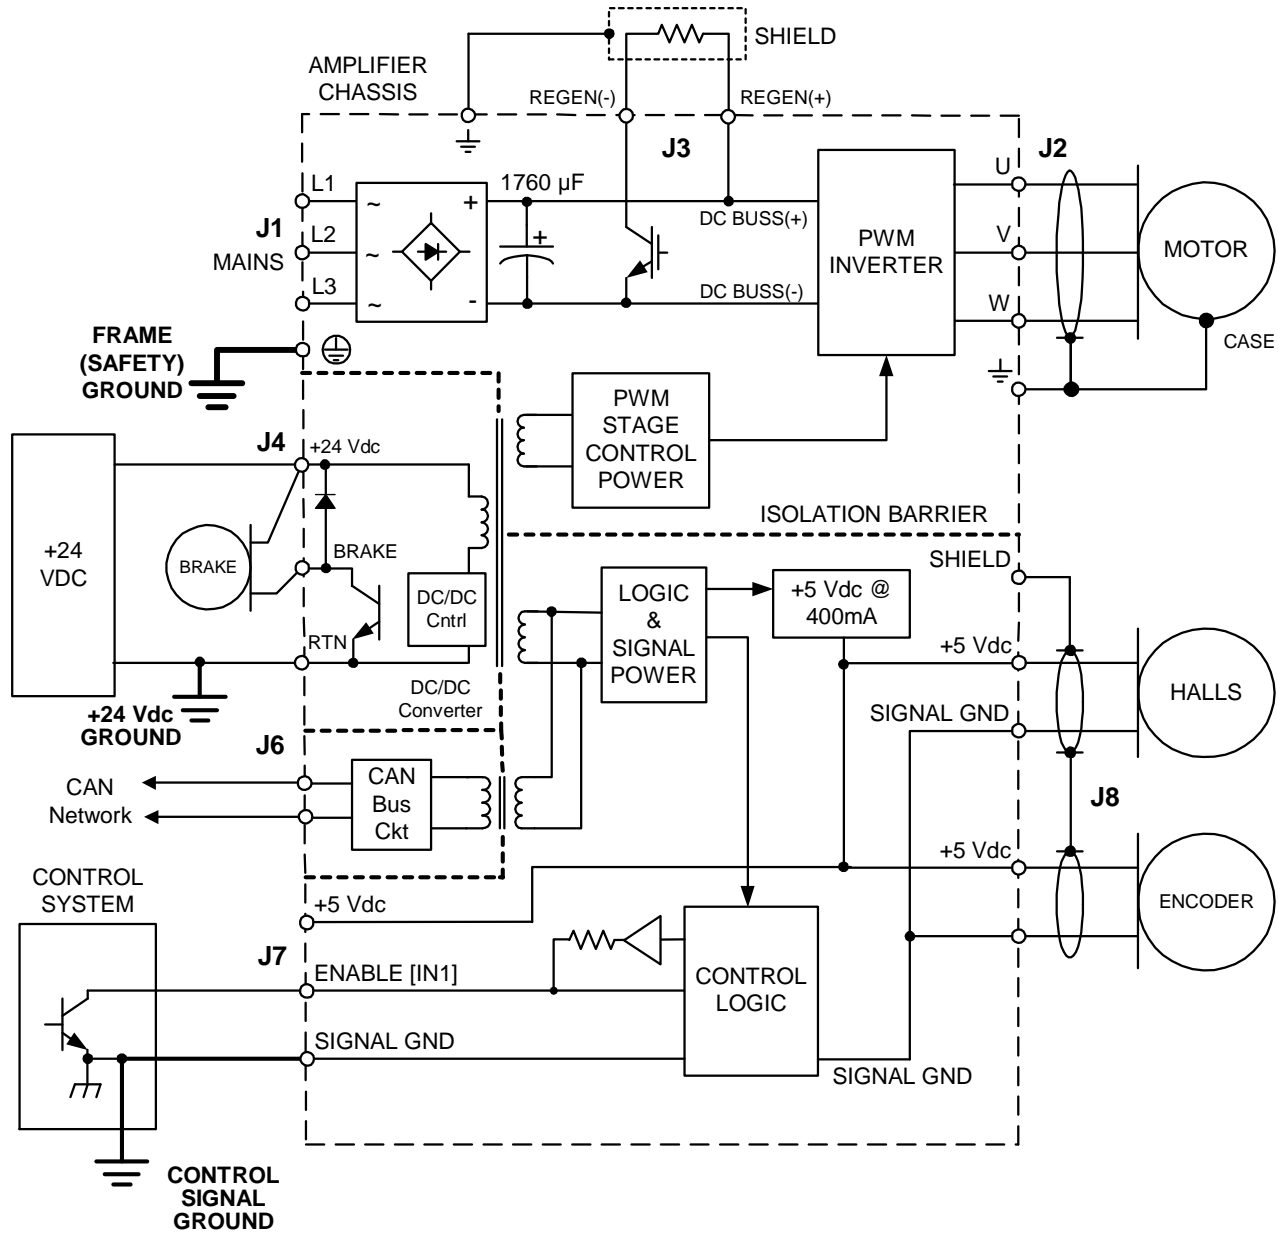 SHIELD
AMPLIFIER
CHASSIS
REGEN(-)
REGEN(+)
J3
J2
L1
~
+
1760 µF
U
J1
MAINS
L2
~
+
DC BUSS(+)
PWM
INVERTER
V
MOTOR
L3
~
-
DC BUSS(-)
W
CASE
FRAME
(SAFETY)
GROUND
PWM
STAGE
CONTROL
POWER
J4
+24 Vdc
ISOLATION BARRIER
+24
VDC
BRAKE
BRAKE
DC/DC
Cntrl
RTN
LOGIC
&
SIGNAL
POWER
+5 Vdc @
400mA
SHIELD
+5 Vdc
HALLS
SIGNAL GND
+24 Vdc
GROUND
DC/DC
Converter
J6
CAN
Network
CAN
Bus
Ckt
J8
+5 Vdc
ENCODER
CONTROL
SYSTEM
+5 Vdc
J7
ENABLE [IN1]
CONTROL
LOGIC
SIGNAL GND
SIGNAL GND
CONTROL
SIGNAL
GROUND